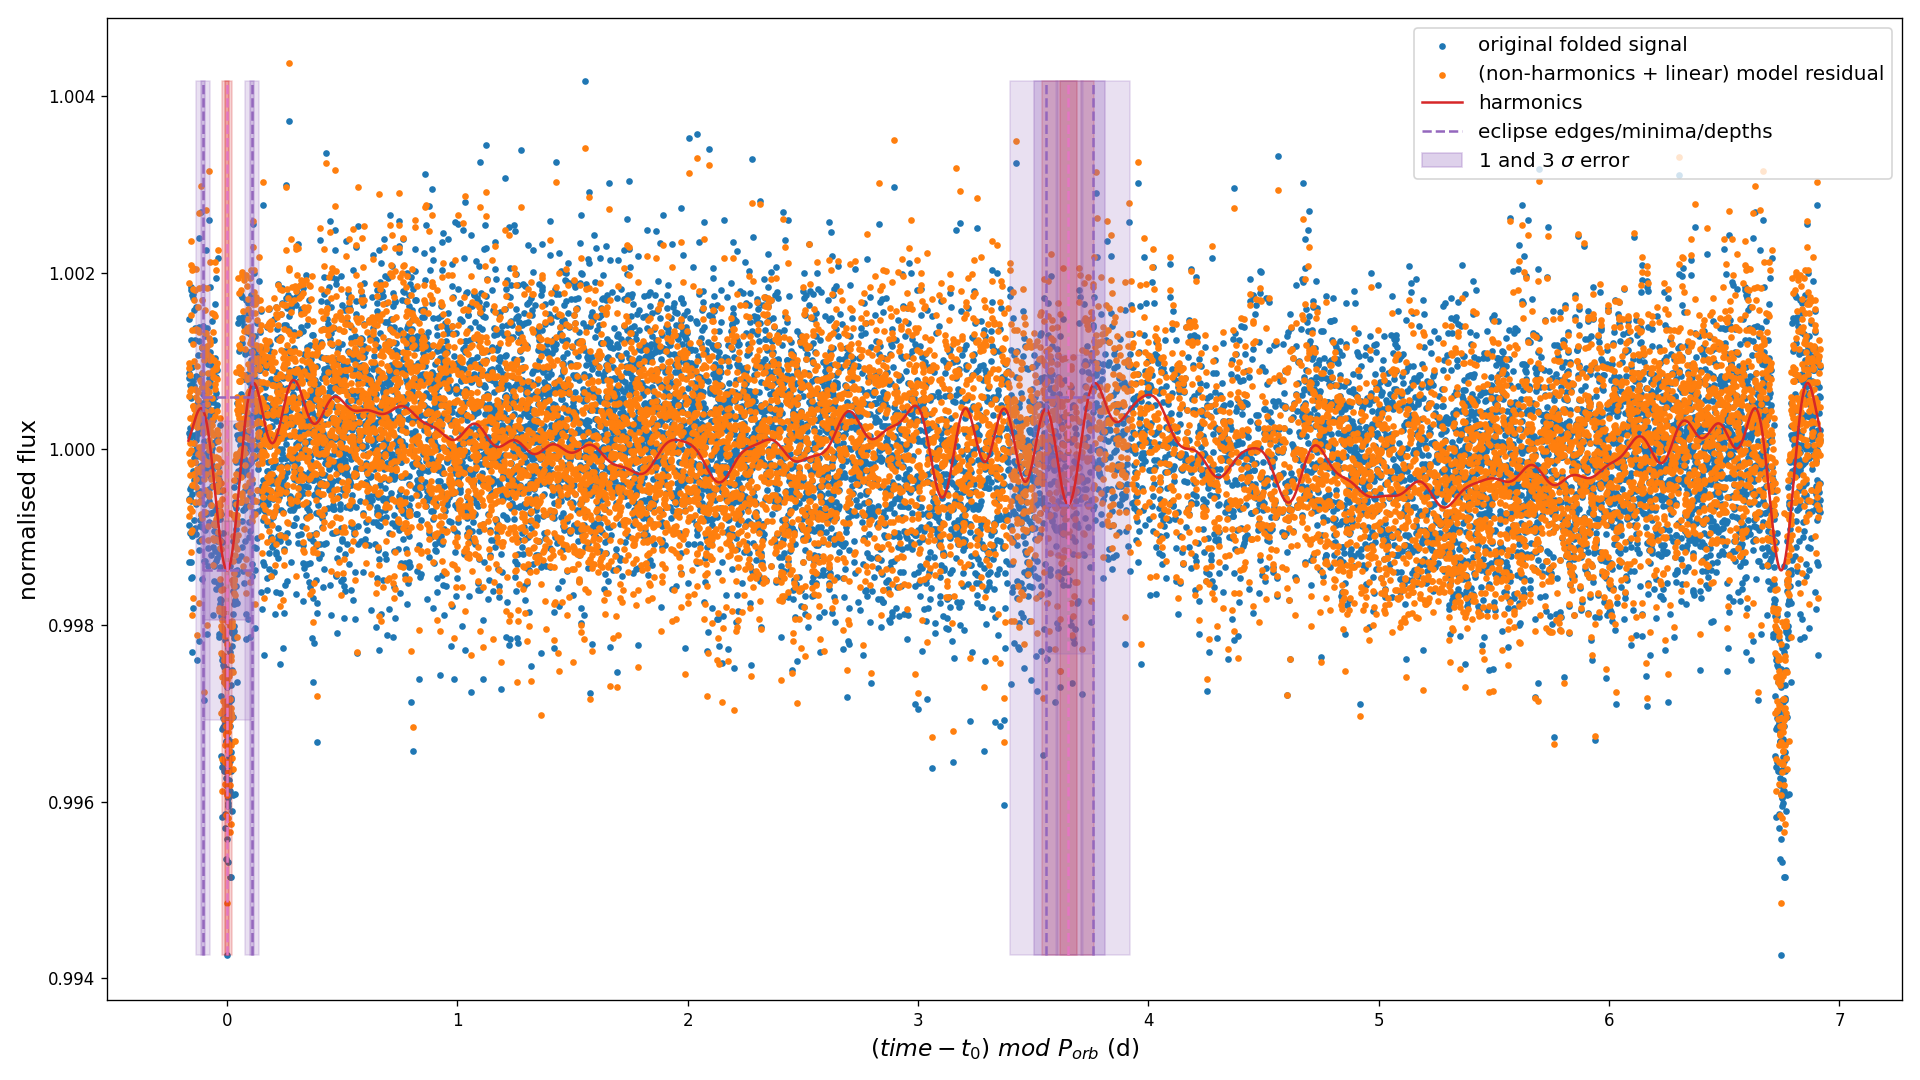 original folded signal
(non-harmonics + linear) model residual
harmonics
eclipse edges/minima/depths
1 and 3 σ error
normalised flux
1.004
1.002
1.000
0.998
0.996
0.994
0 1 2 3 4 5 6 7
(time − t₀) mod Pₒᵣᵦ (d)